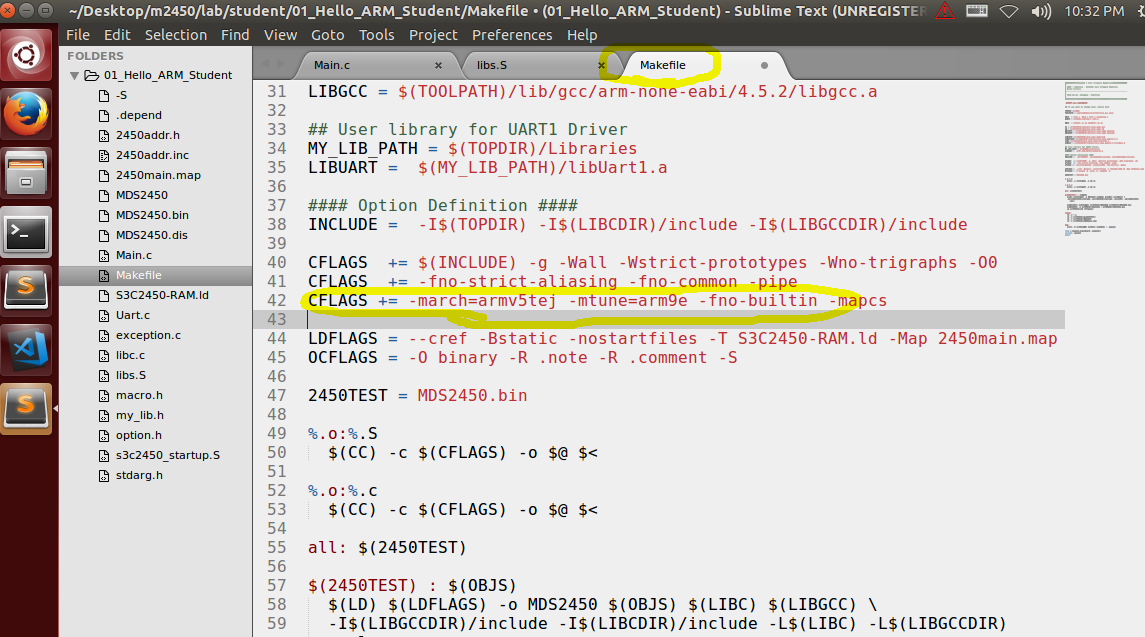 ~/Desktop/m2450/lab/student/01_Hello_ARM_Student/Makefile • (01_Hello_ARM_Student) - Sublime Text (UNREGISTER
10:32 PM
File Edit Selection Find View Goto Tools Project Preferences Help
FOLDERS
01_Hello_ARM_Student
-S
.depend
2450addr.h
2450addr.inc
2450main.map
MDS2450
MDS2450.bin
MDS2450.dis
Main.c
Makefile
S3C2450-RAM.ld
Uart.c
exception.c
libc.c
libs.S
macro.h
my_lib.h
option.h
s3c2450_startup.S
stdarg.h
Main.c × libs.S × Makefile
31 LIBGCC = $(TOOLPATH)/lib/gcc/arm-none-eabi/4.5.2/libgcc.a
32
33 ## User library for UART1 Driver
34 MY_LIB_PATH = $(TOPDIR)/Libraries
35 LIBUART =  $(MY_LIB_PATH)/libUart1.a
36
37 #### Option Definition ####
38 INCLUDE =  -I$(TOPDIR) -I$(LIBCDIR)/include -I$(LIBGCCDIR)/include
39
40 CFLAGS  += $(INCLUDE) -g -Wall -Wstrict-prototypes -Wno-trigraphs -O0
41 CFLAGS  += -fno-strict-aliasing -fno-common -pipe
42 CFLAGS += -march=armv5tej -mtune=arm9e -fno-builtin -mapcs
43
44 LDFLAGS = --cref -Bstatic -nostartfiles -T S3C2450-RAM.ld -Map 2450main.map
45 OCFLAGS = -O binary -R .note -R .comment -S
46
47 2450TEST = MDS2450.bin
48
49 %.o:%.S
50   $(CC) -c $(CFLAGS) -o $@ $<
51
52 %.o:%.c
53   $(CC) -c $(CFLAGS) -o $@ $<
54
55 all: $(2450TEST)
56
57 $(2450TEST) : $(OBJS)
58   $(LD) $(LDFLAGS) -o MDS2450 $(OBJS) $(LIBC) $(LIBGCC) \
59   -I$(LIBGCCDIR)/include -I$(LIBCDIR)/include -L$(LIBC) -L$(LIBGCCDIR)